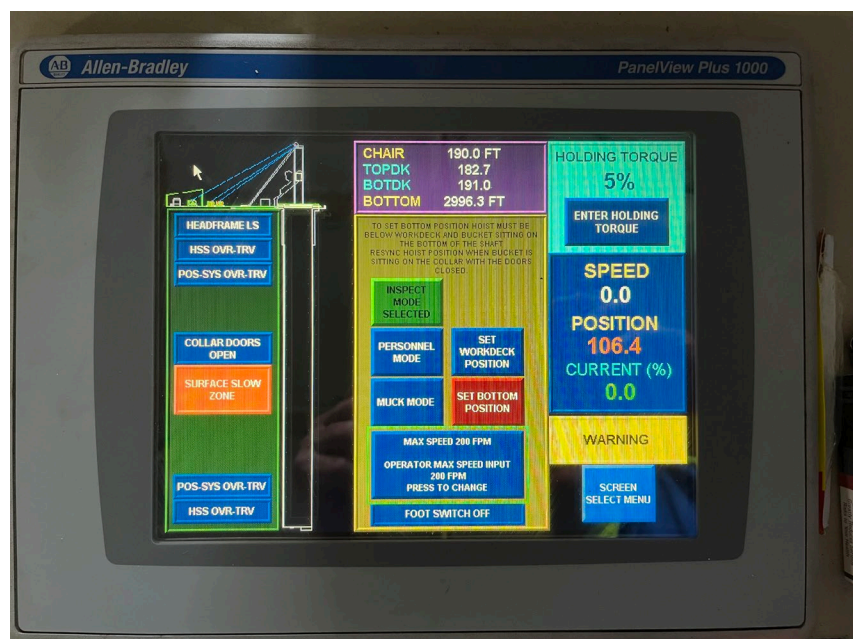 AB Allen-Bradley
PanelView Plus 1000
HEADFRAME LS
HSS OVR-TRV
POS-SYS OVR-TRV
COLLAR DOORS
OPEN
SURFACE SLOW
ZONE
POS-SYS OVR-TRV
HSS OVR-TRV
CHAIR 190.0 FT
TOPDK 182.7
BOTDK 191.0
BOTTOM 2996.3 FT
TO SET BOTTOM POSITION HOIST MUST BE
BELOW WORKDECK AND BUCKET SITTING ON
THE BOTTOM OF THE SHAFT
RESYNC HOIST POSITION WHEN BUCKET IS
SITTING ON THE COLLAR WITH THE DOORS
CLOSED.
INSPECT
MODE
SELECTED
PERSONNEL
MODE
SET
WORKDECK
POSITION
MUCK MODE
SET BOTTOM
POSITION
MAX SPEED 200 FPM
OPERATOR MAX SPEED INPUT
200 FPM
PRESS TO CHANGE
FOOT SWITCH OFF
HOLDING TORQUE
5%
ENTER HOLDING
TORQUE
SPEED
0.0
POSITION
106.4
CURRENT (%)
0.0
WARNING
SCREEN
SELECT MENU